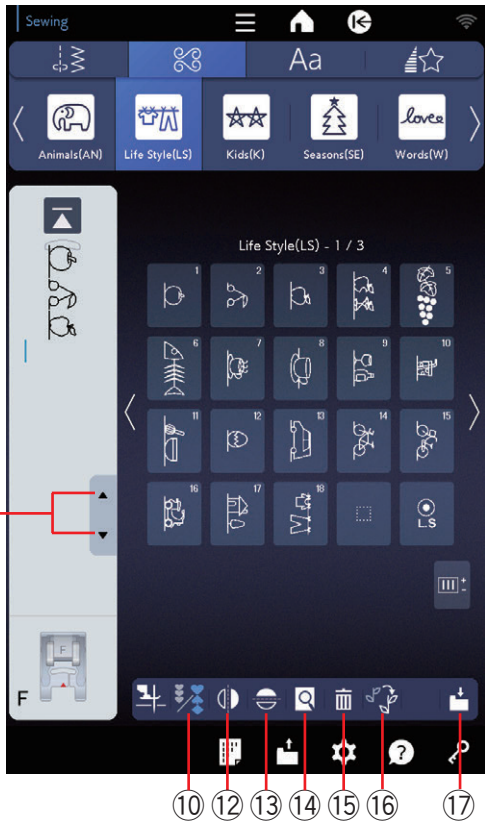 Sewing
Aa
love
Animals(AN) Life Style(LS) Kids(K) Seasons(SE) Words(W)
Life Style(LS) - 1 / 3
1 2 3 4 5
6 7 8 9 10
11 12 13 14 15
16 17 18
LS
F
F
?
⑩ ⑫ ⑬ ⑭ ⑮ ⑯ ⑰